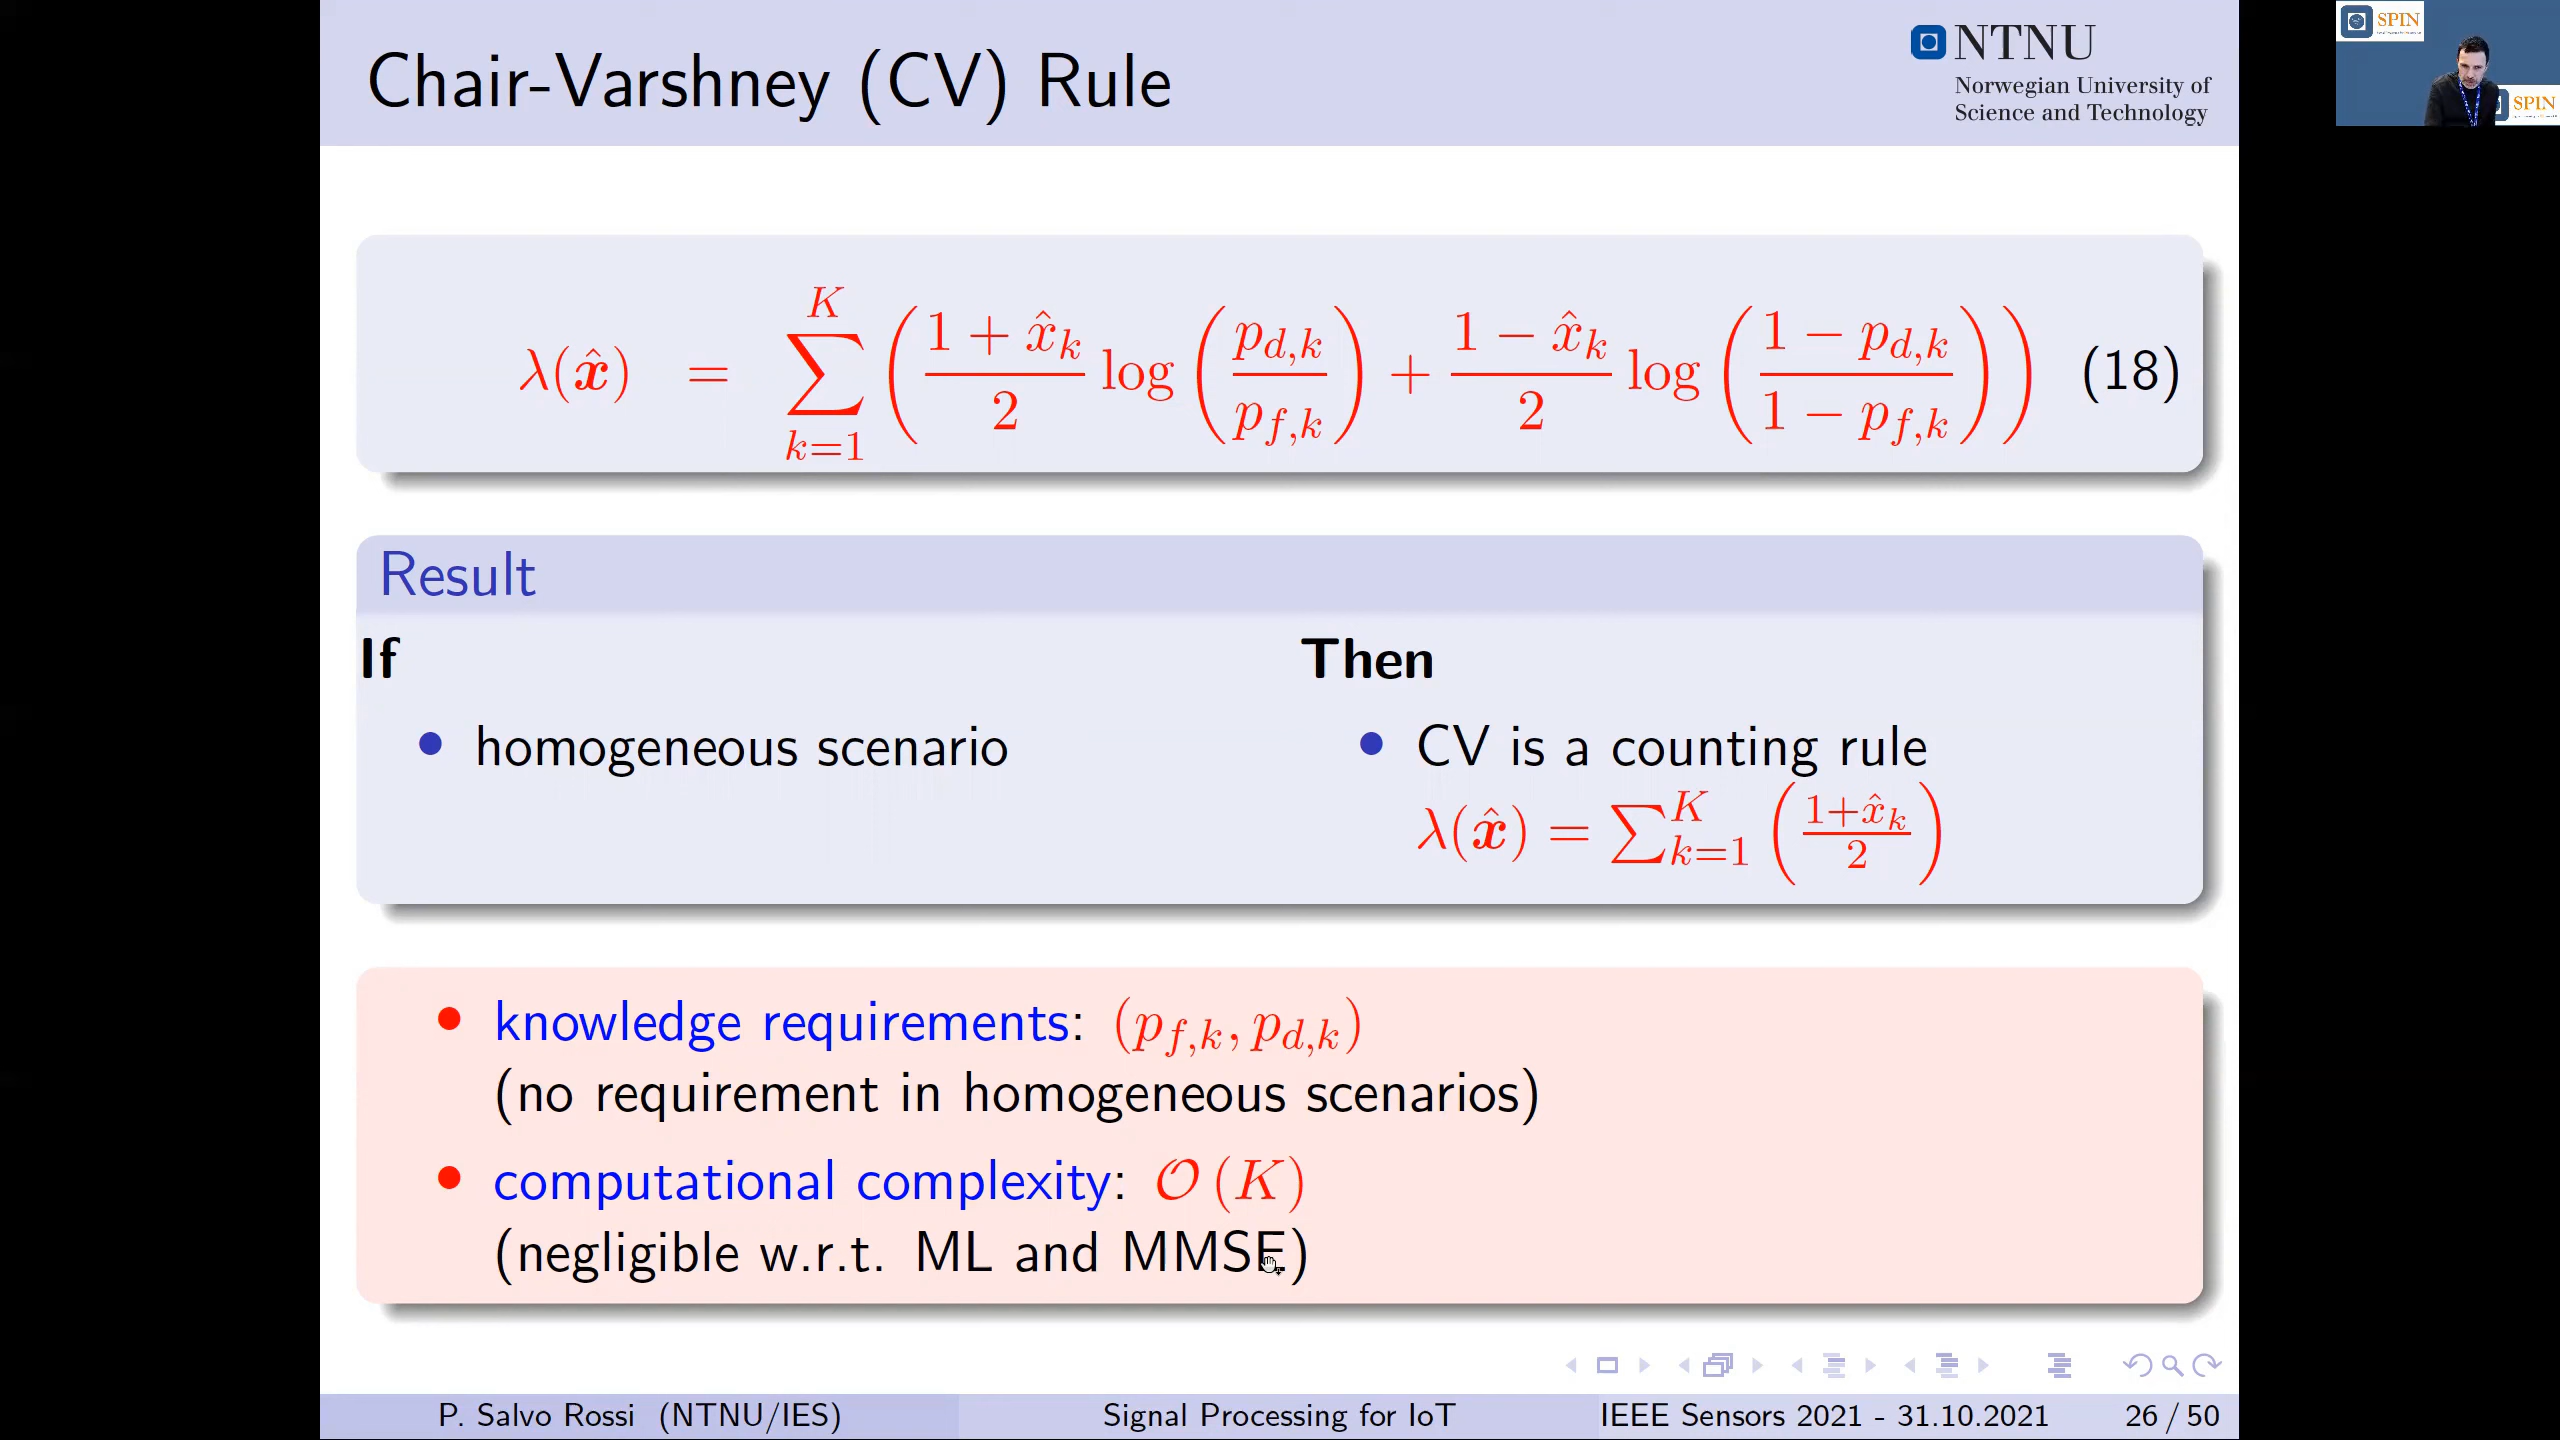 Chair-Varshney (CV) Rule
NTNU
Norwegian University of
Science and Technology
SPIN
SPIN
λ(x̂) = ∑_{k=1}^{K} ( (1 + x̂_k)/2 log( p_{d,k} / p_{f,k} ) + (1 − x̂_k)/2 log( (1 − p_{d,k}) / (1 − p_{f,k}) ) ) (18)
Result
If
Then
• homogeneous scenario
• CV is a counting rule
λ(x̂) = ∑_{k=1}^{K} ( (1+x̂_k)/2 )
• knowledge requirements: (p_{f,k}, p_{d,k})
(no requirement in homogeneous scenarios)
• computational complexity: 𝒪 (K)
(negligible w.r.t. ML and MMSE)
P. Salvo Rossi (NTNU/IES)
Signal Processing for IoT
IEEE Sensors 2021 - 31.10.2021
26 / 50